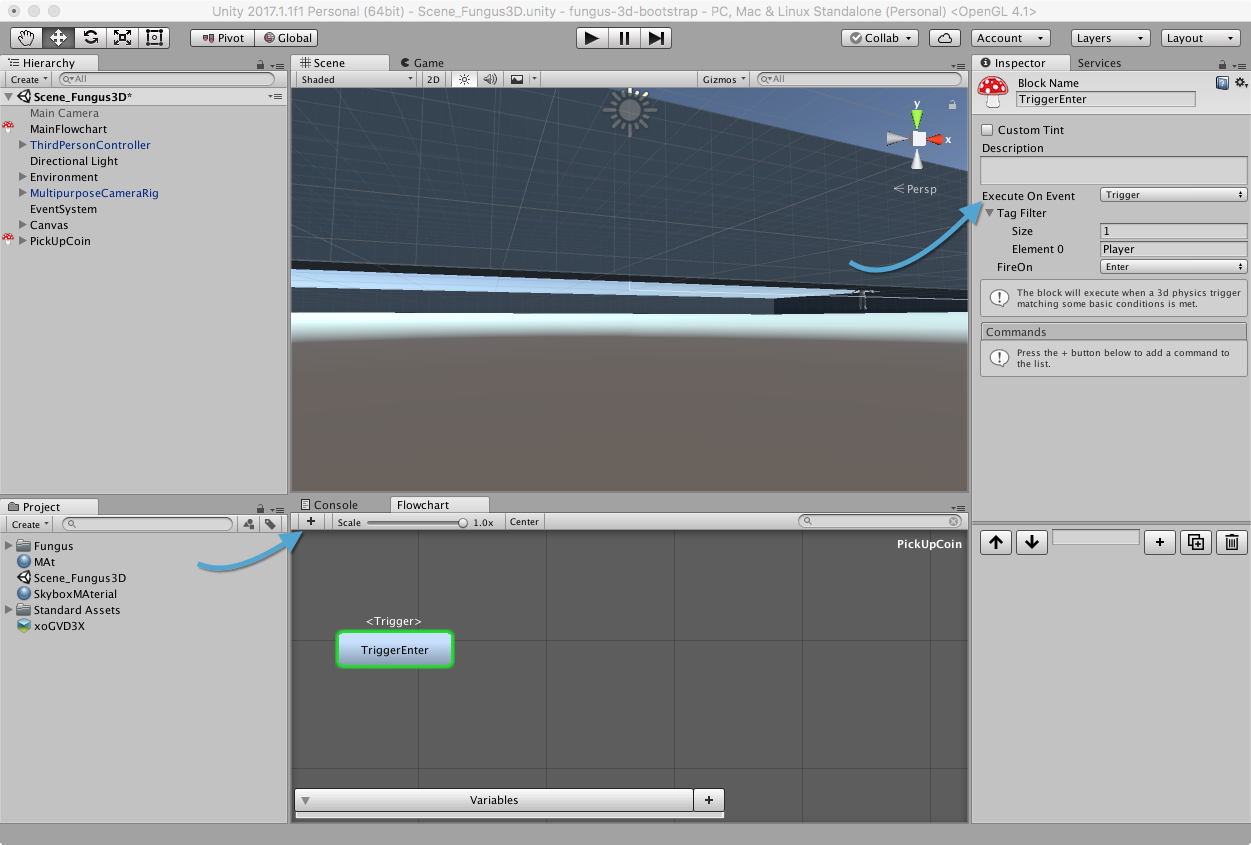 Unity 2017.1.1f1 Personal (64bit) - Scene_Fungus3D.unity - fungus-3d-bootstrap - PC, Mac & Linux Standalone (Personal) <OpenGL 4.1>
Pivot Global Collab Account Layers Layout
Hierarchy
Create All
Scene_Fungus3D*
Main Camera
MainFlowchart
ThirdPersonController
Directional Light
Environment
MultipurposeCameraRig
EventSystem
Canvas
PickUpCoin
Scene Game
Shaded 2D Gizmos All
y
x
Persp
Inspector Services
Block Name
TriggerEnter
Custom Tint
Description
Execute On Event Trigger
Tag Filter
Size 1
Element 0 Player
FireOn Enter
The block will execute when a 3d physics trigger
matching some basic conditions is met.
Commands
Press the + button below to add a command to
the list.
Project
Create
Fungus
MAt
Scene_Fungus3D
SkyboxMAterial
Standard Assets
xoGVD3X
Console Flowchart
+ Scale 1.0x Center
PickUpCoin
<Trigger>
TriggerEnter
Variables +
+